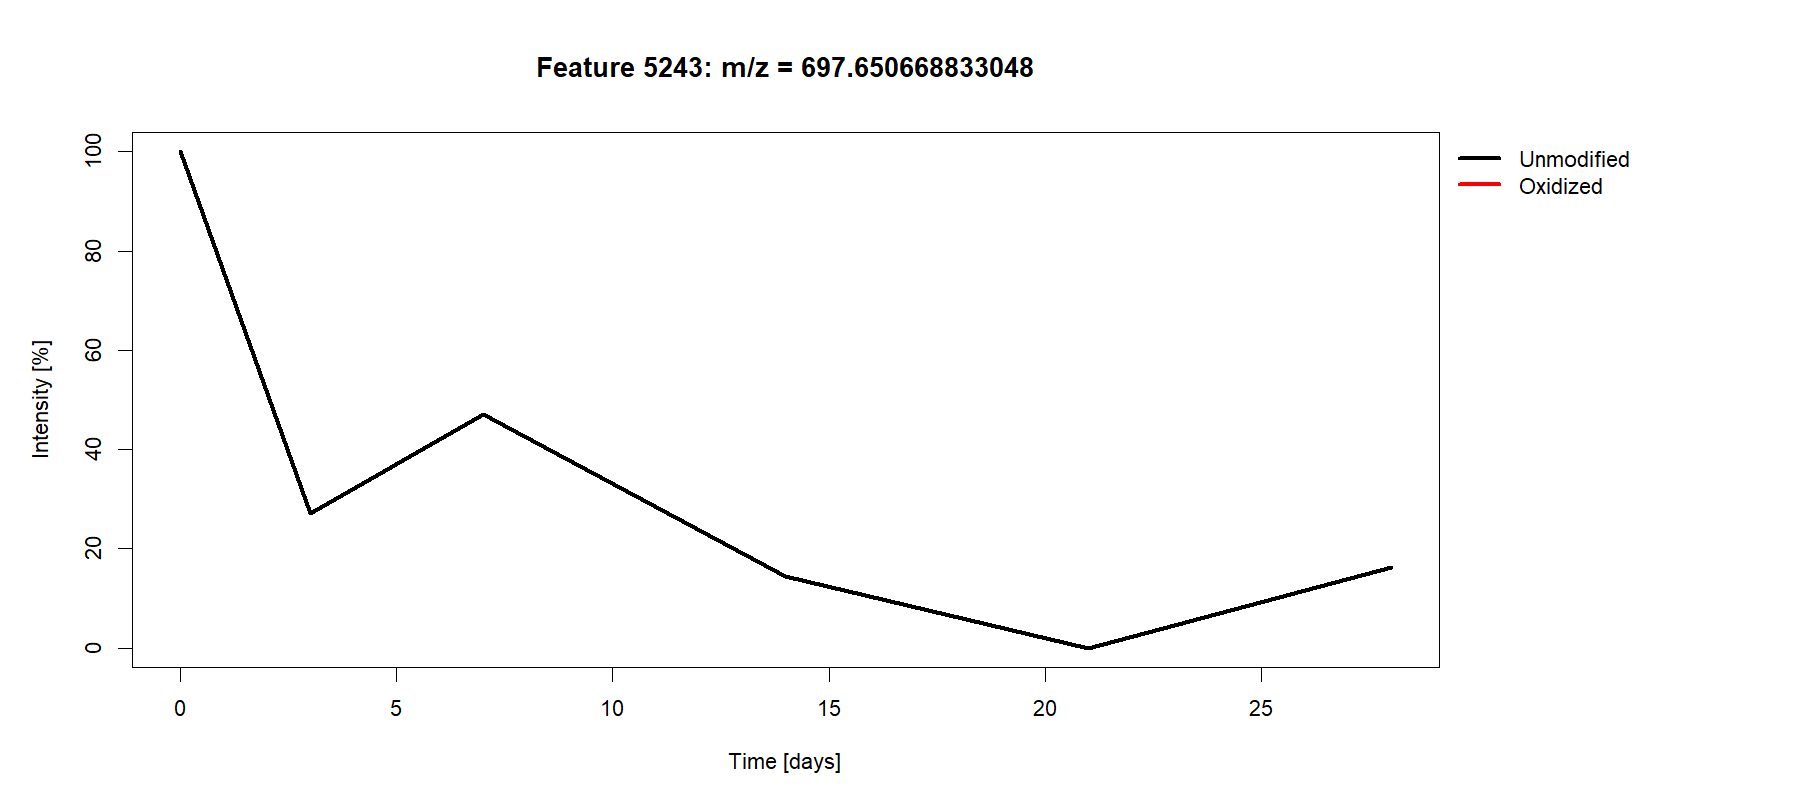 Feature 5243: m/z = 697.650668833048
Unmodified
Oxidized
Intensity [%]
100
80
60
40
20
0
0 5 10 15 20 25
Time [days]